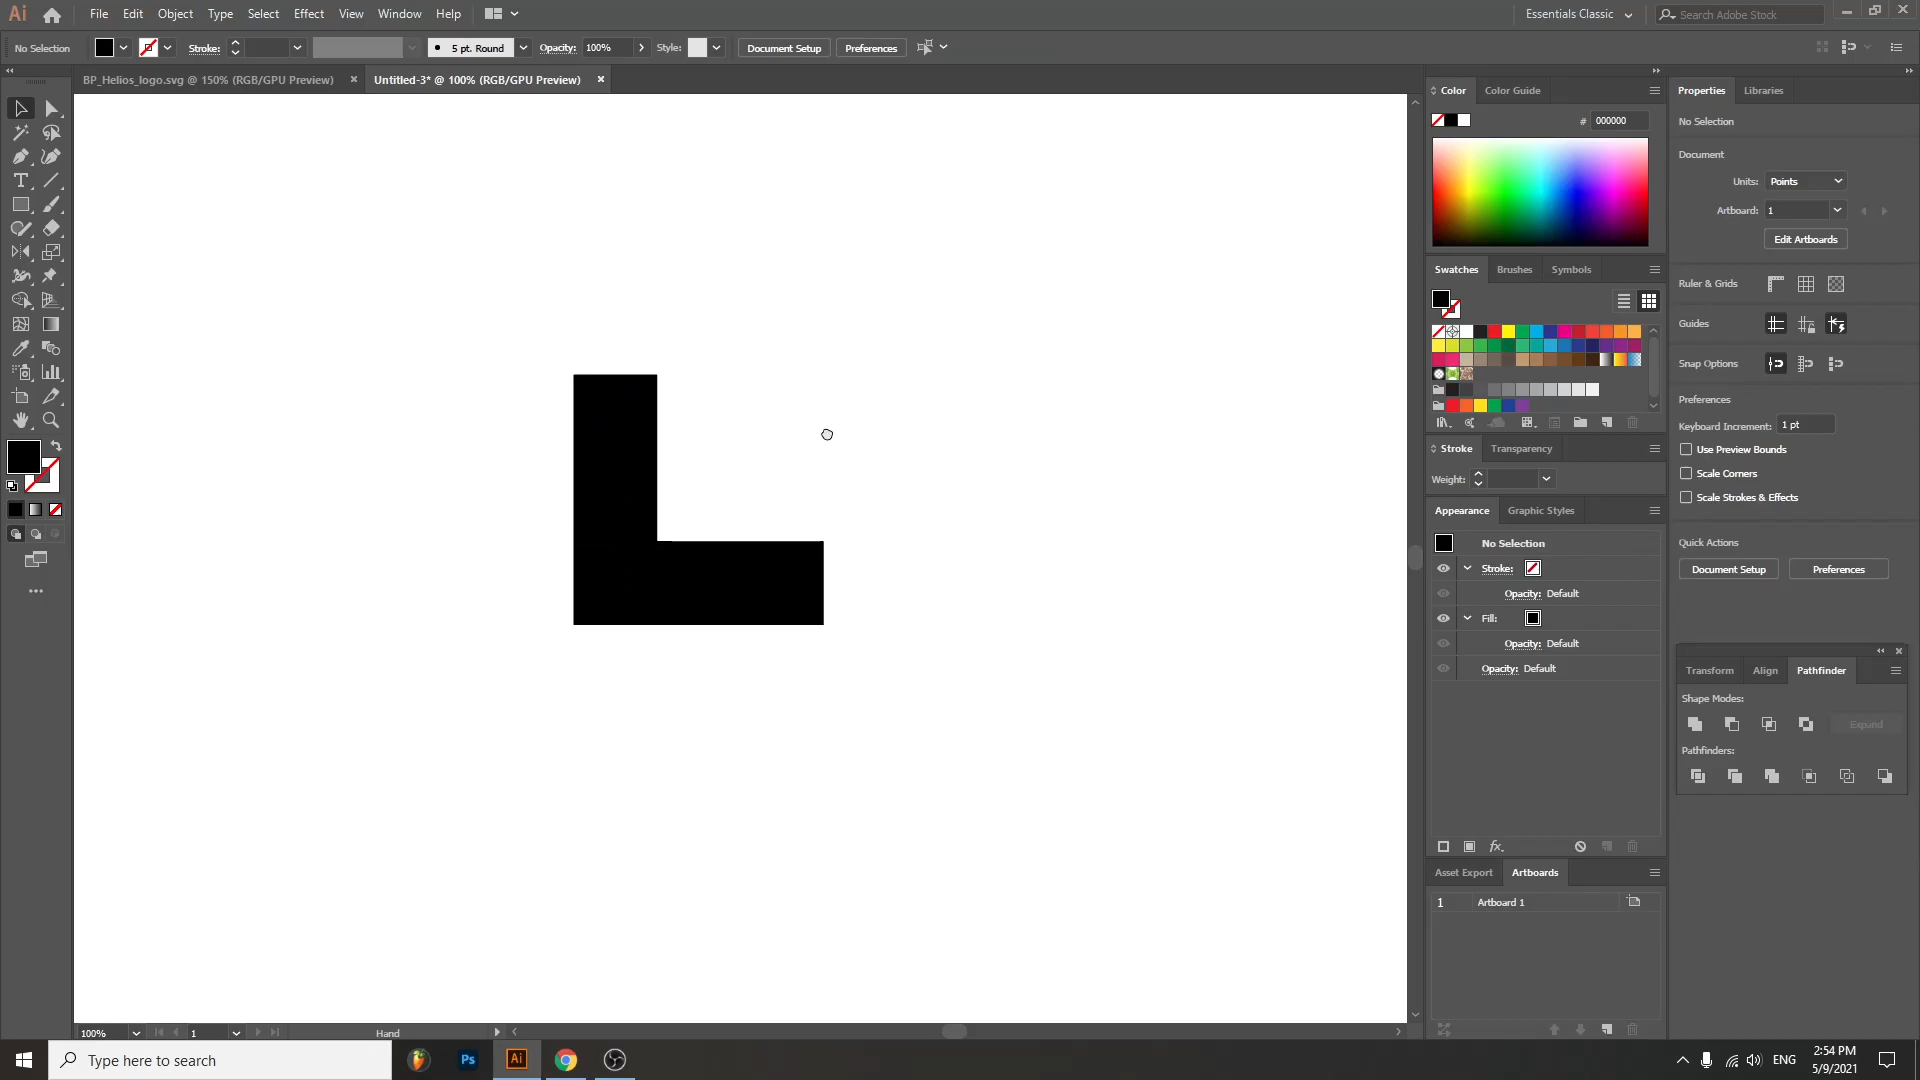 Ai File Edit Object Type Select Effect View Window Help Essentials Classic Search Adobe Stock
No Selection Stroke: 5 pt. Round Opacity: 100% Style: Document Setup Preferences
BP_Helios_logo.svg @ 150% (RGB/GPU Preview) Untitled-3* @ 100% (RGB/GPU Preview)
Color Color Guide
# 000000
Swatches Brushes Symbols
Stroke Transparency
Weight:
Appearance Graphic Styles
No Selection
Stroke:
Opacity: Default
Fill:
Opacity: Default
Opacity: Default
fx
Asset Export Artboards
1 Artboard 1
Properties Libraries
No Selection
Document
Units: Points
Artboard: 1
Edit Artboards
Ruler & Grids
Guides
Snap Options
Preferences
Keyboard Increment: 1 pt
Use Preview Bounds
Scale Corners
Scale Strokes & Effects
Quick Actions
Document Setup Preferences
Transform Align Pathfinder
Shape Modes:
Expand
Pathfinders:
100% 1 Hand
Type here to search Ps Ai ENG 2:54 PM
5/9/2021